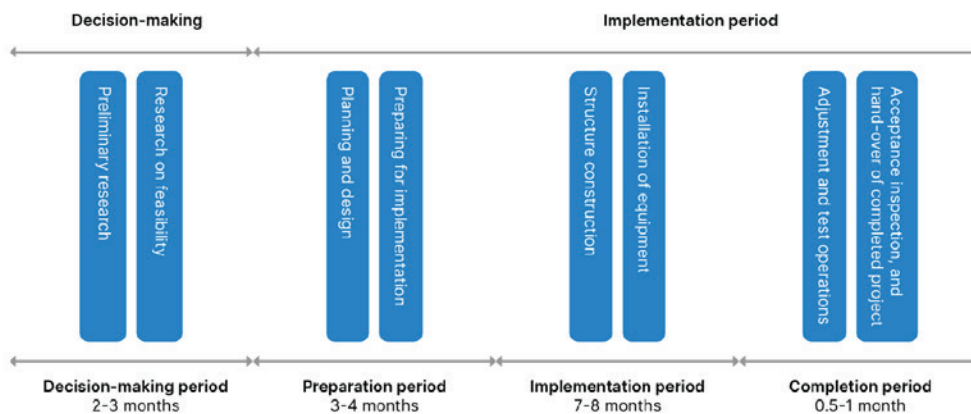 Decision-making
Implementation period
Preliminary research
Research on feasibility
Planning and design
Preparing for implementation
Structure construction
Installation of equipment
Adjustment and test operations
Acceptance inspection, and
hand-over of completed project
Decision-making period
2-3 months
Preparation period
3-4 months
Implementation period
7-8 months
Completion period
0.5-1 month